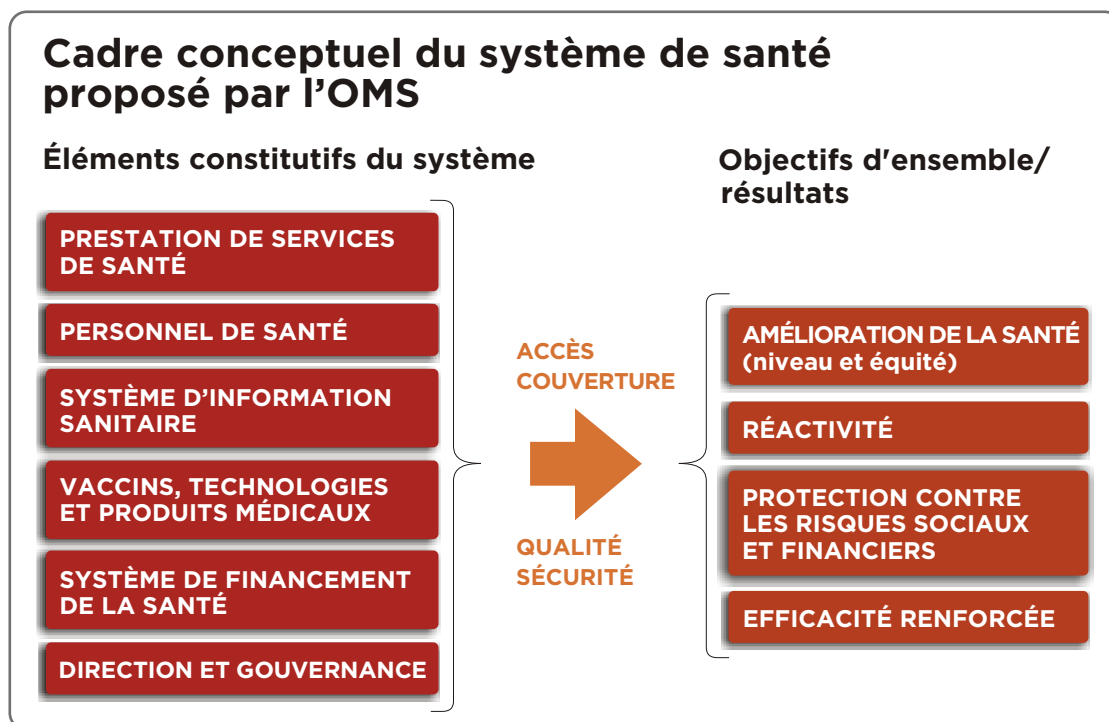 Cadre conceptuel du système de santé
proposé par l’OMS
Éléments constitutifs du système
PRESTATION DE SERVICES
DE SANTÉ
PERSONNEL DE SANTÉ
SYSTÈME D’INFORMATION
SANITAIRE
VACCINS, TECHNOLOGIES
ET PRODUITS MÉDICAUX
SYSTÈME DE FINANCEMENT
DE LA SANTÉ
DIRECTION ET GOUVERNANCE
ACCÈS
COUVERTURE
QUALITÉ
SÉCURITÉ
Objectifs d'ensemble/
résultats
AMÉLIORATION DE LA SANTÉ
(niveau et équité)
RÉACTIVITÉ
PROTECTION CONTRE
LES RISQUES SOCIAUX
ET FINANCIERS
EFFICACITÉ RENFORCÉE